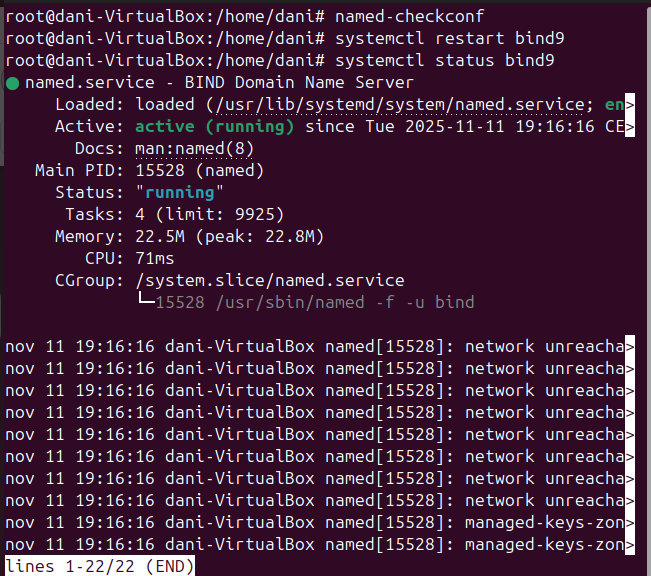 root@dani-VirtualBox:/home/dani# named-checkconf
root@dani-VirtualBox:/home/dani# systemctl restart bind9
root@dani-VirtualBox:/home/dani# systemctl status bind9
● named.service - BIND Domain Name Server
Loaded: loaded (/usr/lib/systemd/system/named.service; en>
Active: active (running) since Tue 2025-11-11 19:16:16 CE>
Docs: man:named(8)
Main PID: 15528 (named)
Status: "running"
Tasks: 4 (limit: 9925)
Memory: 22.5M (peak: 22.8M)
CPU: 71ms
CGroup: /system.slice/named.service
└─15528 /usr/sbin/named -f -u bind
nov 11 19:16:16 dani-VirtualBox named[15528]: network unreacha>
nov 11 19:16:16 dani-VirtualBox named[15528]: network unreacha>
nov 11 19:16:16 dani-VirtualBox named[15528]: network unreacha>
nov 11 19:16:16 dani-VirtualBox named[15528]: network unreacha>
nov 11 19:16:16 dani-VirtualBox named[15528]: network unreacha>
nov 11 19:16:16 dani-VirtualBox named[15528]: network unreacha>
nov 11 19:16:16 dani-VirtualBox named[15528]: network unreacha>
nov 11 19:16:16 dani-VirtualBox named[15528]: network unreacha>
nov 11 19:16:16 dani-VirtualBox named[15528]: managed-keys-zon>
nov 11 19:16:16 dani-VirtualBox named[15528]: managed-keys-zon>
lines 1-22/22 (END)